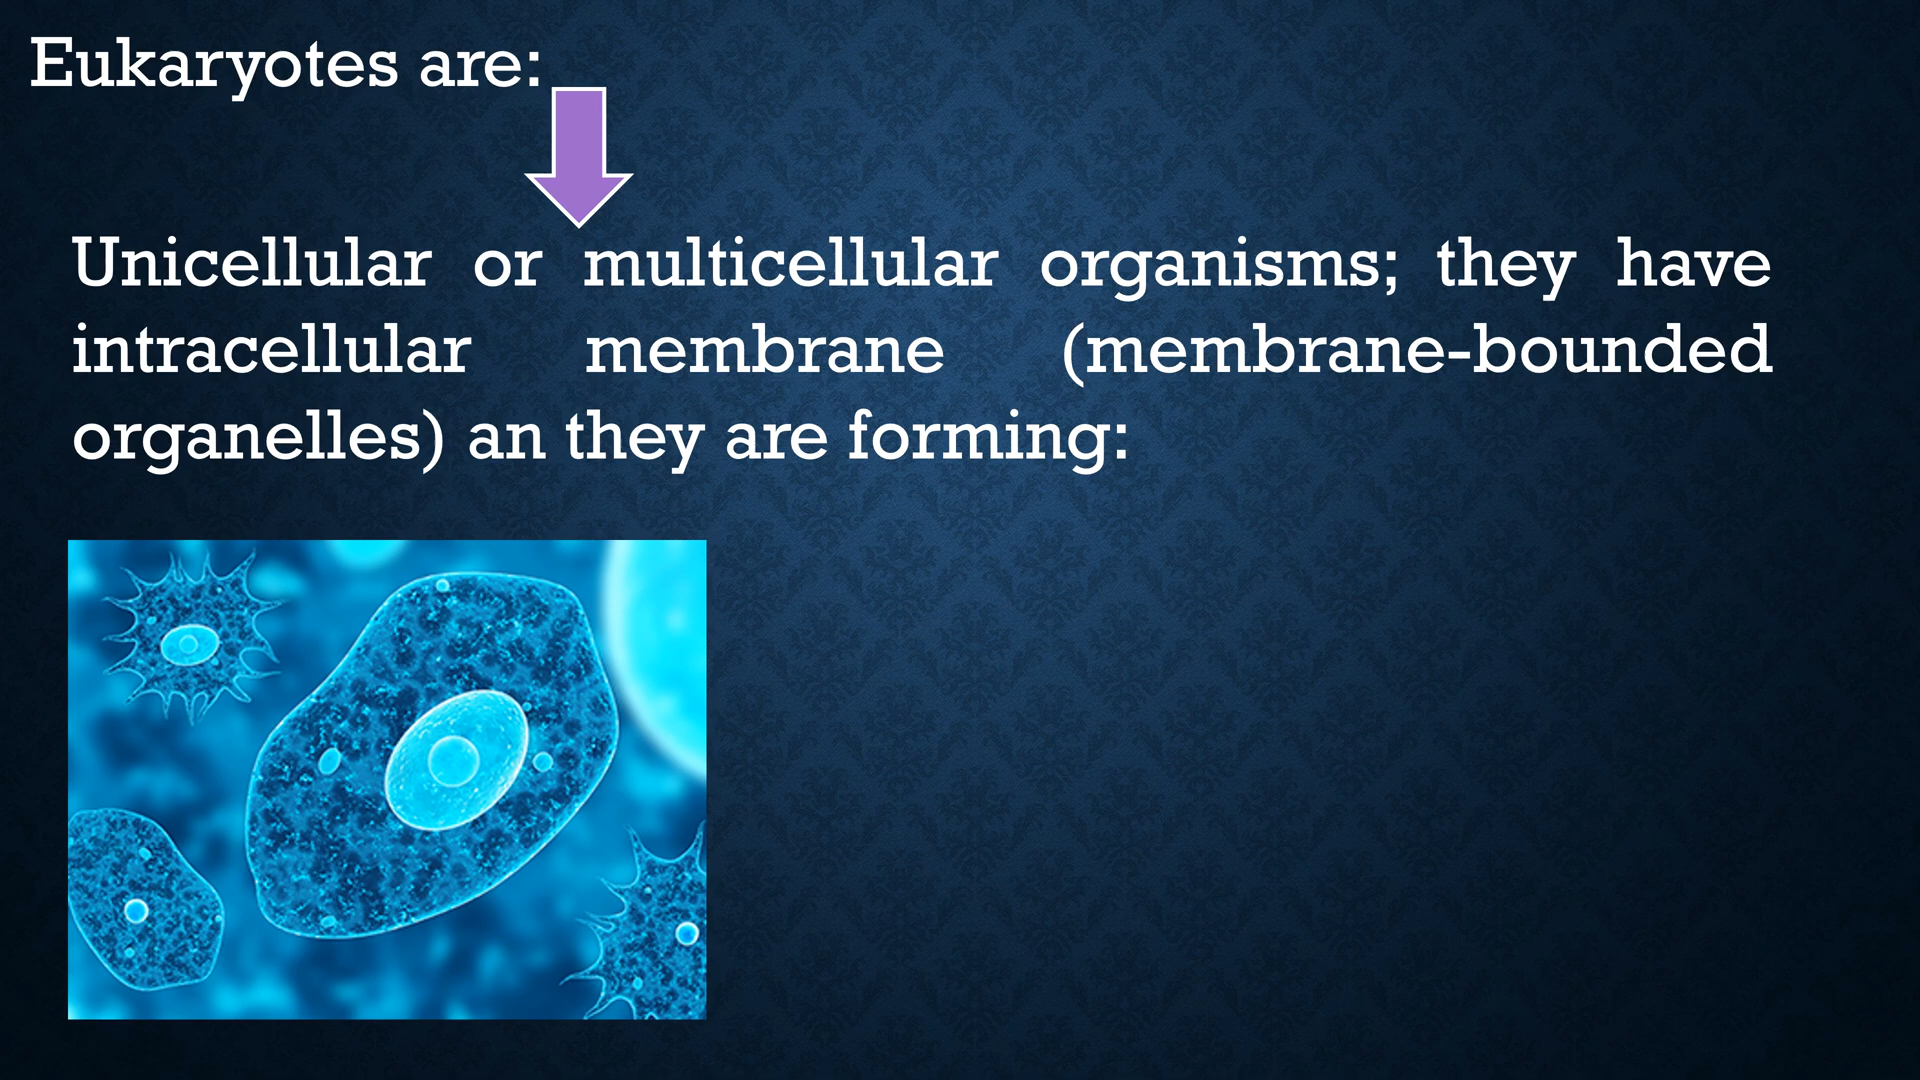 Eukaryotes are:
Unicellular or multicellular organisms; they have
intracellular membrane (membrane-bounded
organelles) an they are forming: